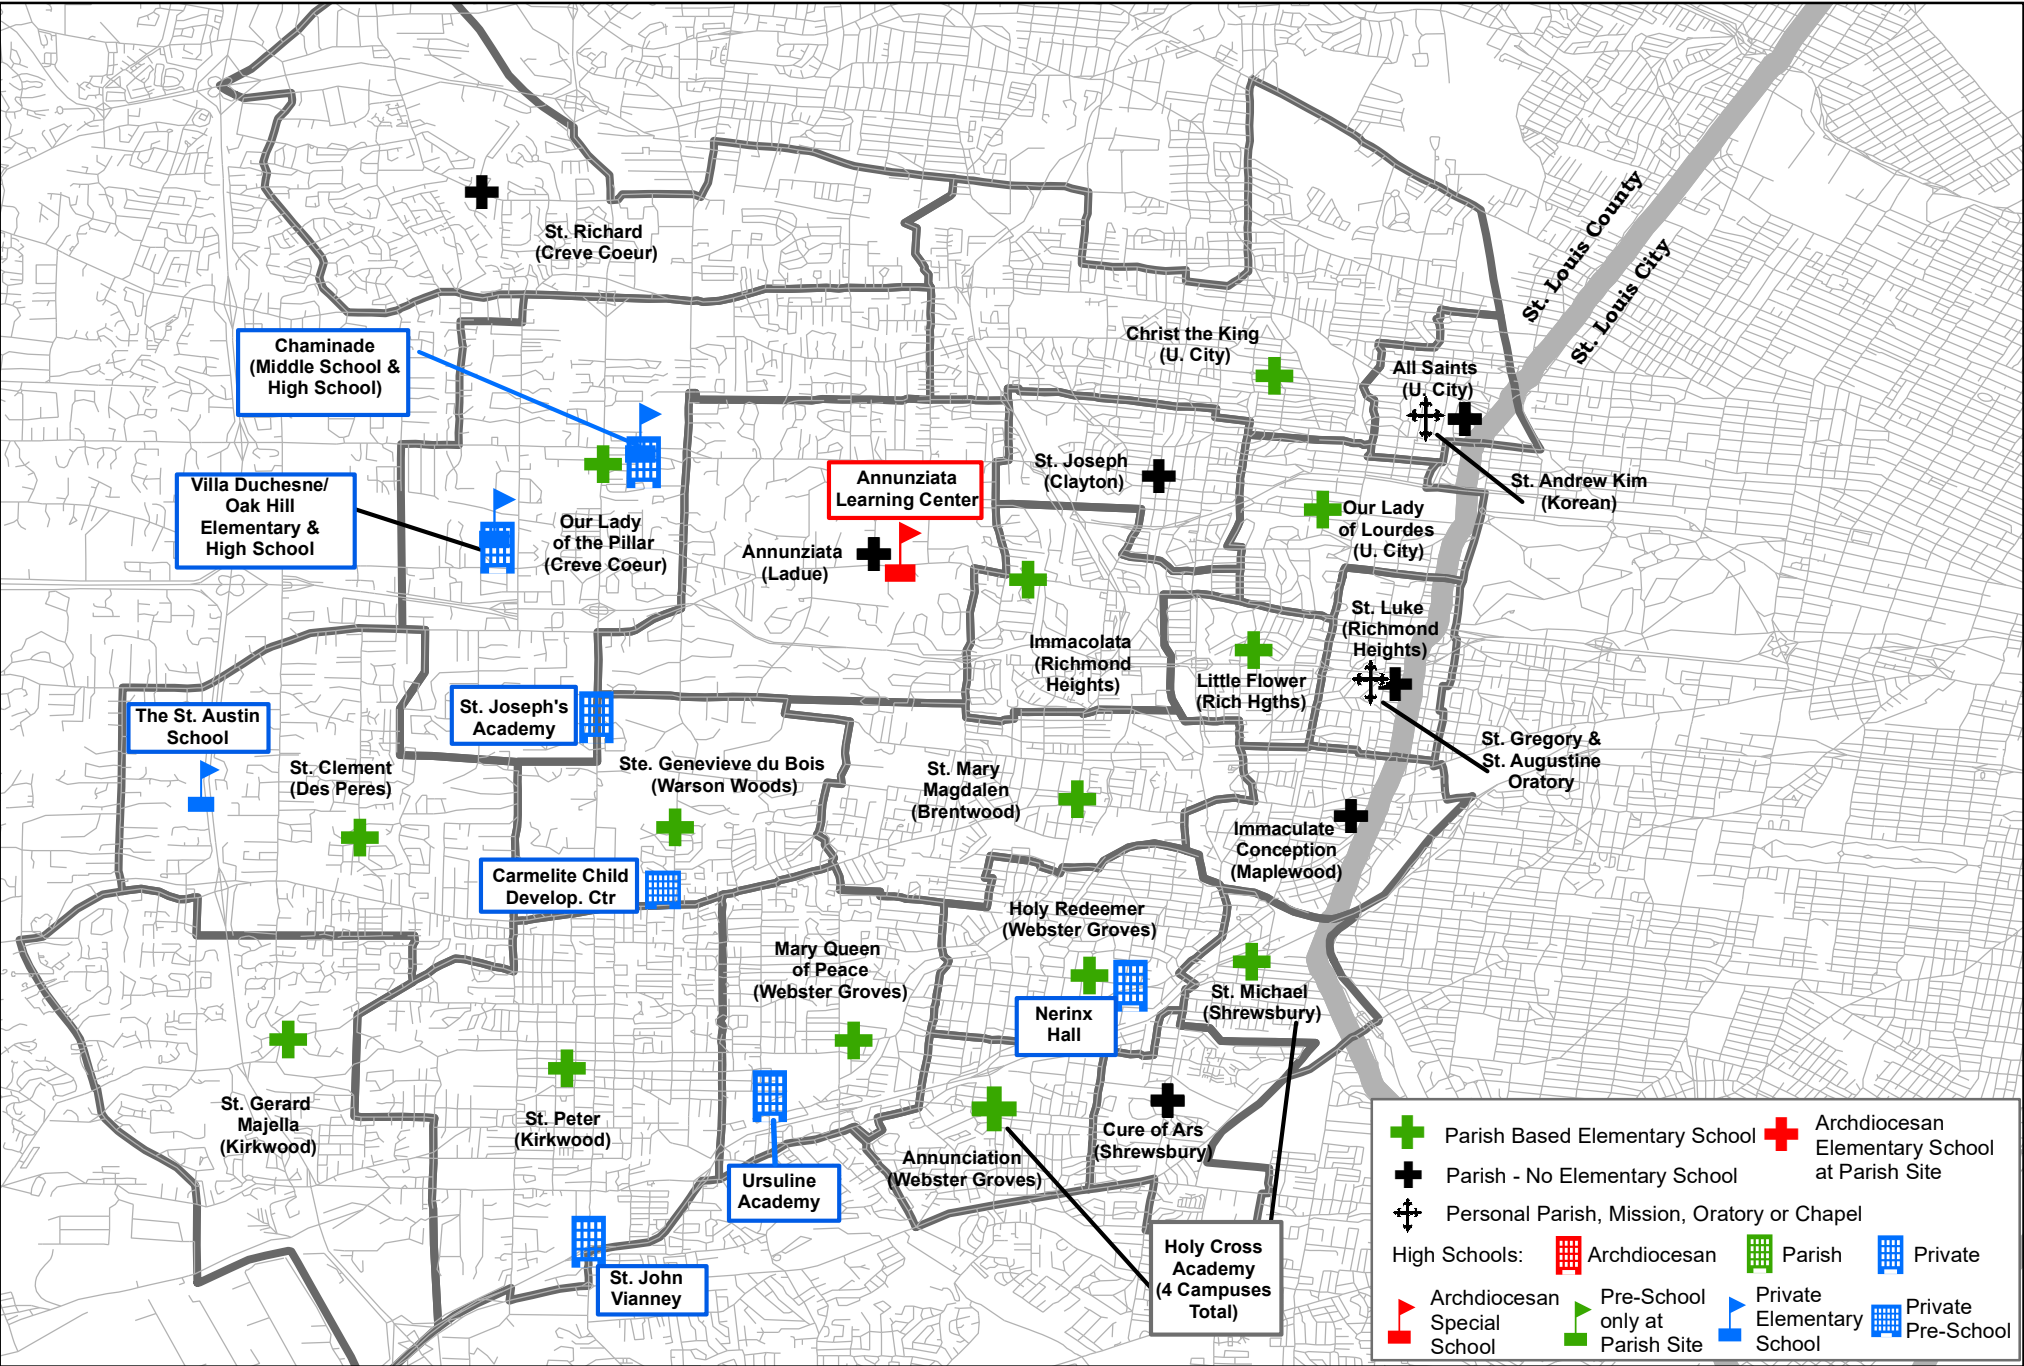 St. Louis County
St. Louis City
St. Richard
(Creve Coeur)
Chaminade
(Middle School &
High School)
Christ the King
(U. City)
All Saints
(U. City)
Villa Duchesne/
Oak Hill
Elementary &
High School
Our Lady
of the Pillar
(Creve Coeur)
Annunziata
Learning Center
Annunziata
(Ladue)
St. Joseph
(Clayton)
St. Andrew Kim
(Korean)
Our Lady
of Lourdes
(U. City)
St. Luke
(Richmond
Heights)
Immacolata
(Richmond
Heights)
Little Flower
(Rich Hgths)
St. Joseph's
Academy
The St. Austin
School
St. Clement
(Des Peres)
Ste. Genevieve du Bois
(Warson Woods)
St. Mary
Magdalen
(Brentwood)
St. Gregory &
St. Augustine
Oratory
Immaculate
Conception
(Maplewood)
Carmelite Child
Develop. Ctr
Holy Redeemer
(Webster Groves)
Mary Queen
of Peace
(Webster Groves)
Nerinx
Hall
St. Michael
(Shrewsbury)
St. Gerard
Majella
(Kirkwood)
St. Peter
(Kirkwood)
Cure of Ars
(Shrewsbury)
Annunciation
(Webster Groves)
Ursuline
Academy
St. John
Vianney
Holy Cross
Academy
(4 Campuses
Total)
Parish Based Elementary School
Archdiocesan
Elementary School
at Parish Site
Parish - No Elementary School
Personal Parish, Mission, Oratory or Chapel
High Schools: Archdiocesan Parish Private
Archdiocesan
Special
School
Pre-School
only at
Parish Site
Private
Elementary
School
Private
Pre-School